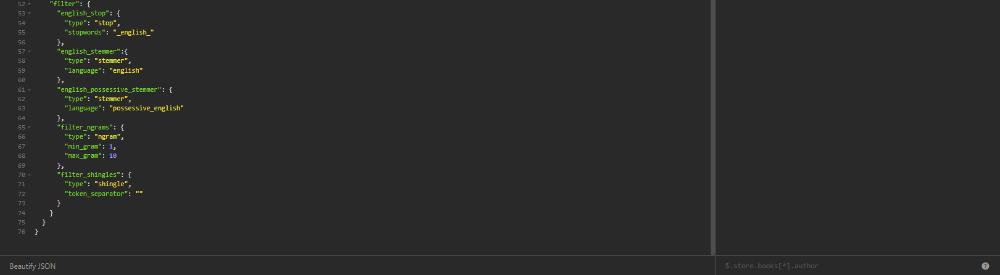 52 "filter": {
53 "english_stop": {
54 "type": "stop",
55 "stopwords": "_english_"
56 },
57 "english_stemmer":{
58 "type": "stemmer",
59 "language": "english"
60 },
61 "english_possessive_stemmer": {
62 "type": "stemmer",
63 "language": "possessive_english"
64 },
65 "filter_ngrams": {
66 "type": "ngram",
67 "min_gram": 1,
68 "max_gram": 10
69 },
70 "filter_shingles": {
71 "type": "shingle",
72 "token_separator": ""
73 }
74 }
75 }
76 }
Beautify JSON
$.store.books[*].author
?